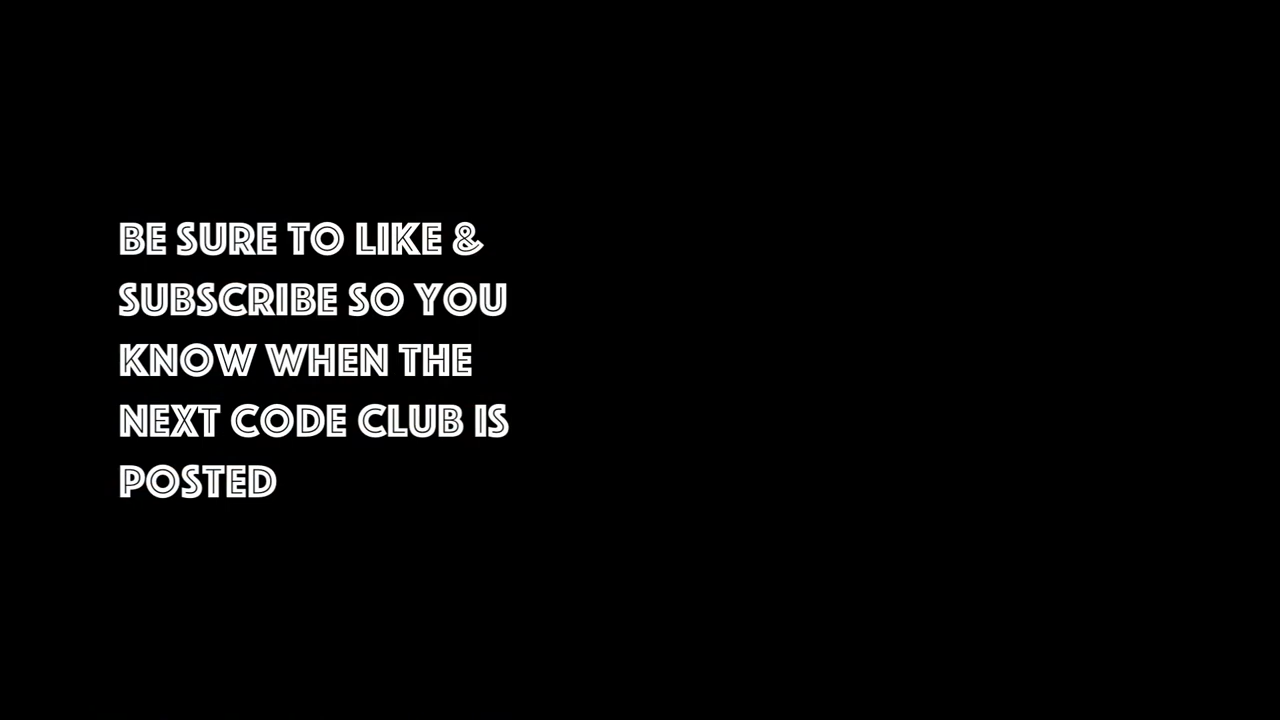 BE SURE TO LIKE &
SUBSCRIBE SO YOU
KNOW WHEN THE
NEXT CODE CLUB IS
POSTED